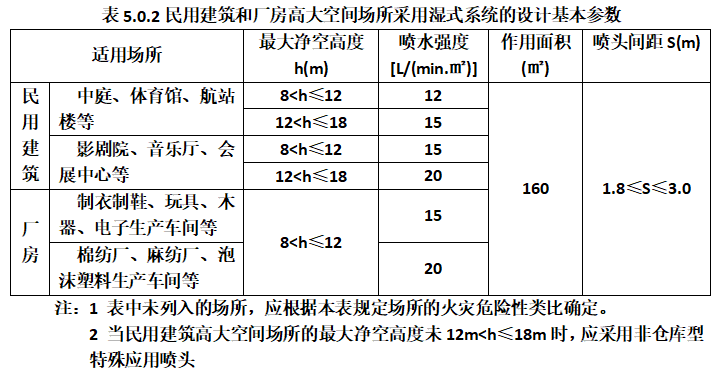 表 5.0.2 民用建筑和厂房高大空间场所采用湿式系统的设计基本参数
适用场所 最大净空高度 h(m) 喷水强度 [L/(min.㎡)] 作用面积 (㎡) 喷头间距 S(m)
民用建筑 中庭、体育馆、航站楼等 8<h≤12 12 160 1.8≤S≤3.0
12<h≤18 15
影剧院、音乐厅、会展中心等 8<h≤12 15
12<h≤18 20
厂房 制衣制鞋、玩具、木器、电子生产车间等 8<h≤12 15
棉纺厂、麻纺厂、泡沫塑料生产车间等 20
注：1 表中未列入的场所，应根据本表规定场所的火灾危险性类比确定。
2 当民用建筑高大空间场所的最大净空高度未 12m<h≤18m 时，应采用非仓库型
特殊应用喷头